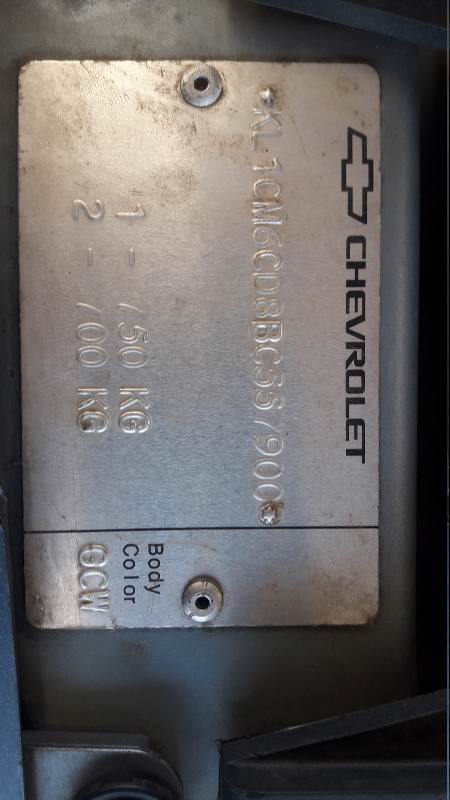 CHEVROLET
*KL1CM6CD8BC557900*
1 - 750 KG
2 - 700 KG
Body
Color
GCW